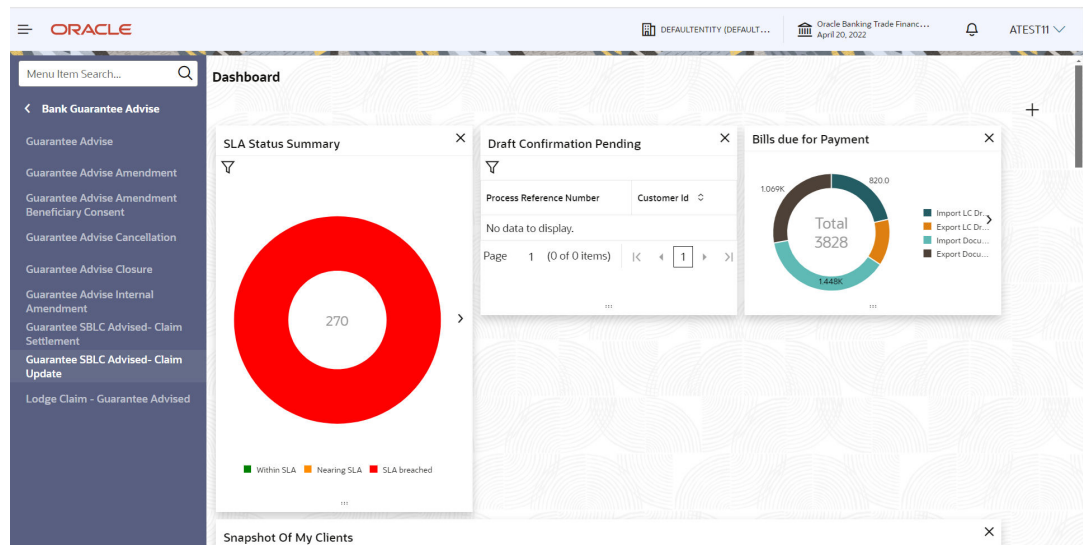 ORACLE
DEFAULTENTITY (DEFAULT...
Oracle Banking Trade Financ...
April 20, 2022
ATEST11
Menu Item Search...
Bank Guarantee Advise
Guarantee Advise
Guarantee Advise Amendment
Guarantee Advise Amendment
Beneficiary Consent
Guarantee Advise Cancellation
Guarantee Advise Closure
Guarantee Advise Internal
Amendment
Guarantee SBLC Advised- Claim
Settlement
Guarantee SBLC Advised- Claim
Update
Lodge Claim - Guarantee Advised
Dashboard
SLA Status Summary
270
Within SLA
Nearing SLA
SLA breached
Draft Confirmation Pending
Process Reference Number
Customer Id
No data to display.
Page 1 (0 of 0 items)
1
Bills due for Payment
1.069K
820.0
Total
3828
1.448K
Import LC Dr...
Export LC Dr...
Import Docu...
Export Docu...
Snapshot Of My Clients